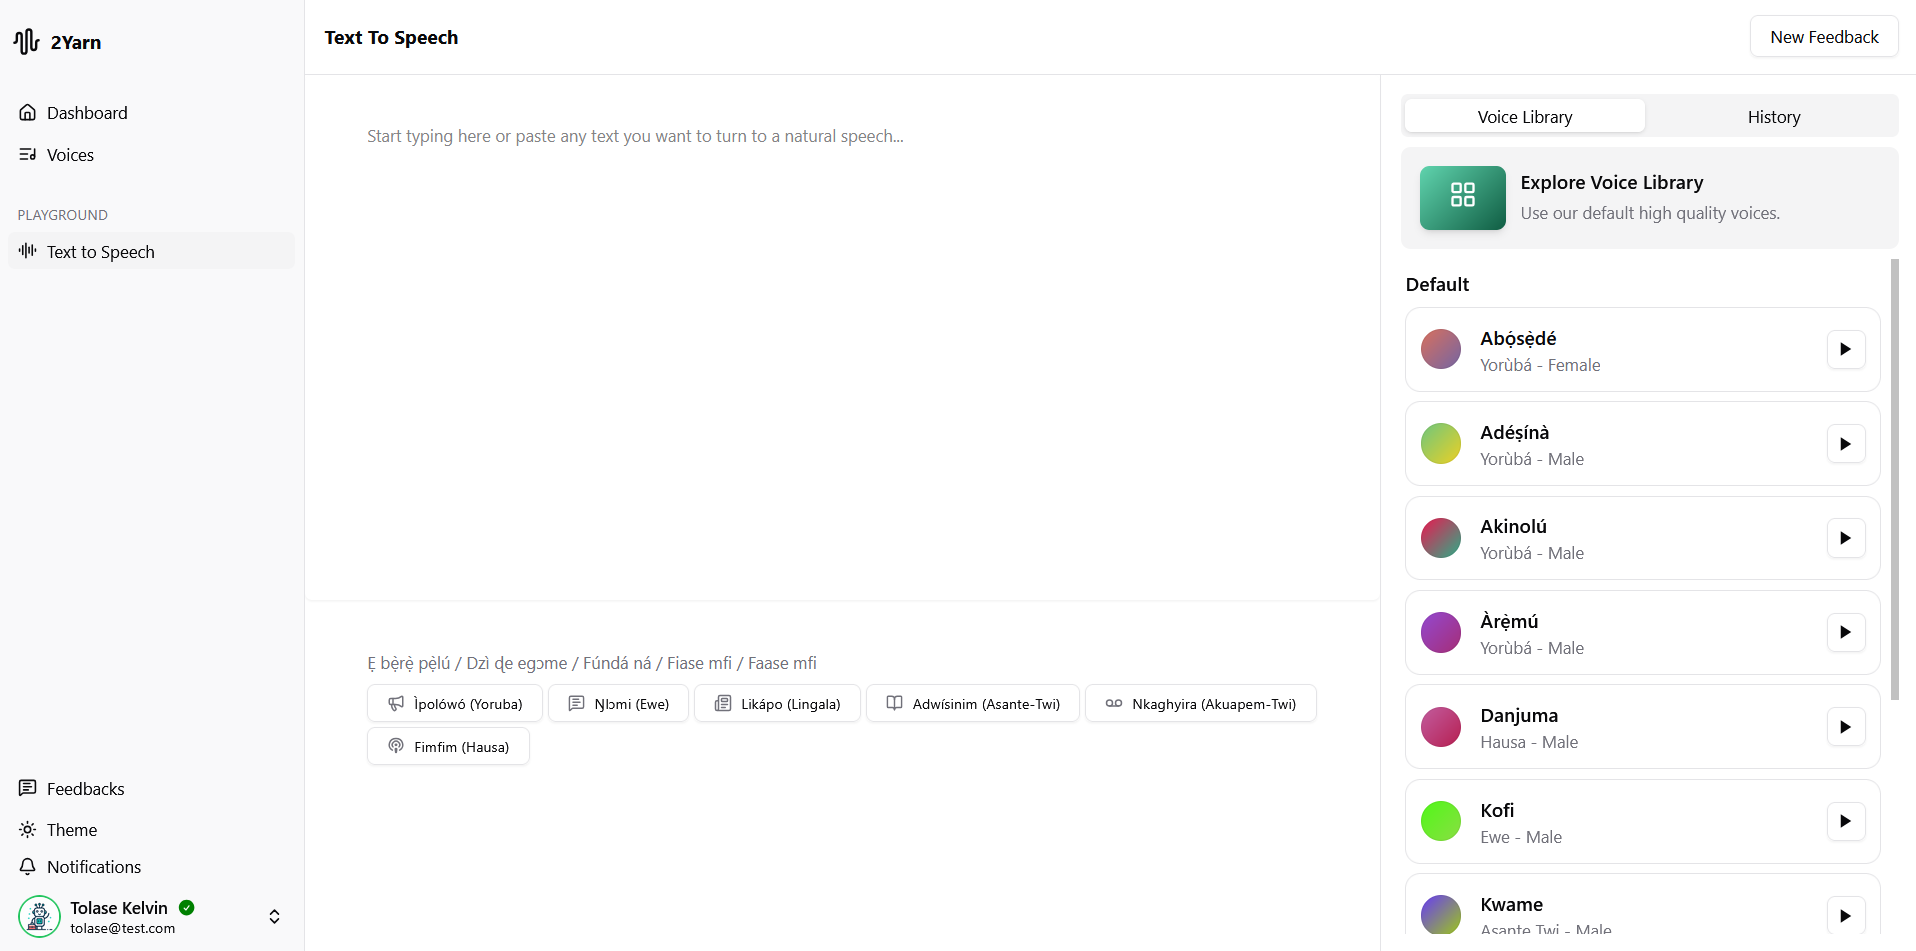 2Yarn
Dashboard
Voices
PLAYGROUND
Text to Speech
Feedbacks
Theme
Notifications
Tolase Kelvin
tolase@test.com
Text To Speech
New Feedback
Start typing here or paste any text you want to turn to a natural speech...
Ẹ bẹ̀rẹ̀ pẹ̀lú / Dzì ɖe egɔme / Fúndá ná / Fiase mfi / Faase mfi
Ìpolówó (Yoruba)
Ŋlɔmi (Ewe)
Likápo (Lingala)
Adwísinim (Asante-Twi)
Nkaghyira (Akuapem-Twi)
Fimfim (Hausa)
Voice Library
History
Explore Voice Library
Use our default high quality voices.
Default
Abọ́sẹ̀dé
Yorùbá - Female
Adéṣínà
Yorùbá - Male
Akinolú
Yorùbá - Male
Àrẹ̀mú
Yorùbá - Male
Danjuma
Hausa - Male
Kofi
Ewe - Male
Kwame
Asante Twi - Male